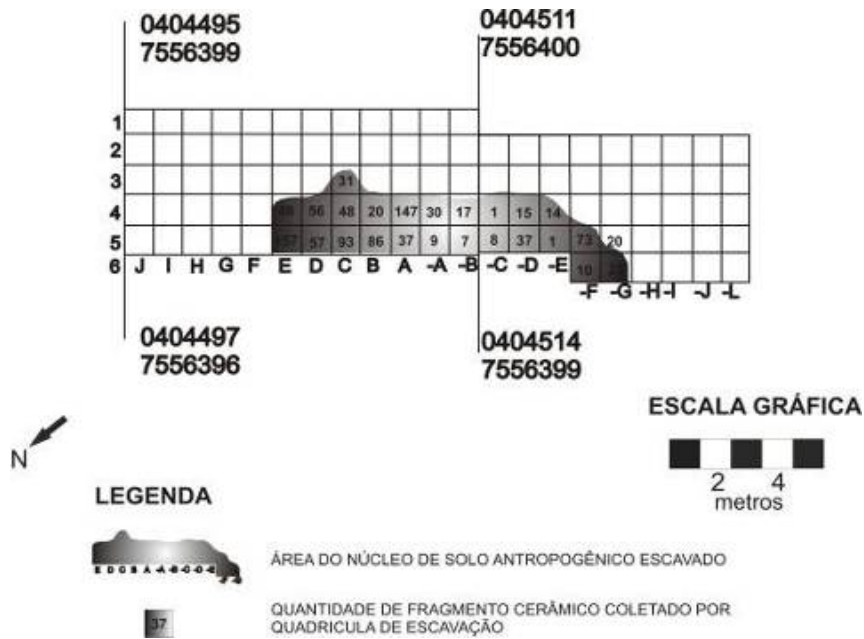 0404495
7556399
0404511
7556400
1
2
3 31
4 56 48 20 147 30 17 1 15 14
5 57 93 86 37 9 7 8 37 1 73 20
6 J I H G F E D C B A -A -B -C -D -E 10
-F -G -H -I -J -L
0404497
7556396
0404514
7556399
N
ESCALA GRÁFICA
2 4
metros
LEGENDA
E D C B A -A -B -C -D -E
ÁREA DO NÚCLEO DE SOLO ANTROPOGÊNICO ESCAVADO
37
QUANTIDADE DE FRAGMENTO CERÂMICO COLETADO POR
QUADRICULA DE ESCAVAÇÃO